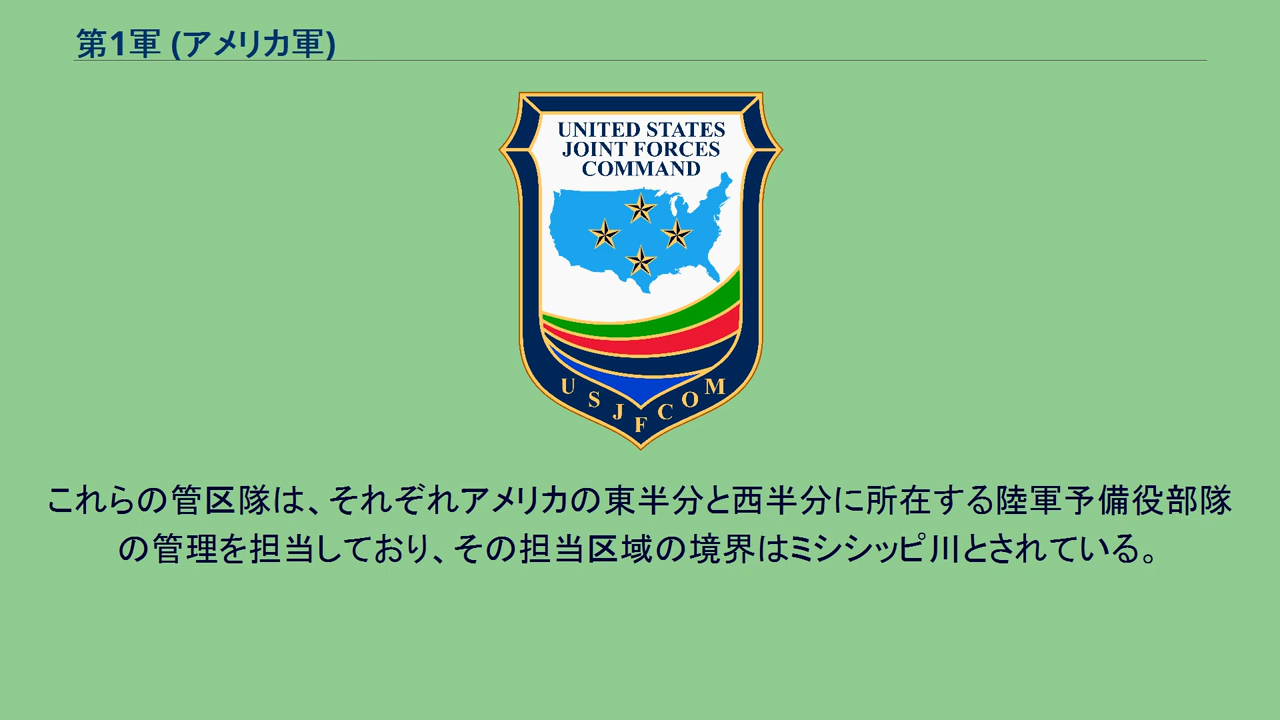 第1軍 (アメリカ軍)
UNITED STATES
JOINT FORCES
COMMAND
USJFCOM
これらの管区隊は、それぞれアメリカの東半分と西半分に所在する陸軍予備役部隊
の管理を担当しており、その担当区域の境界はミシシッピ川とされている。